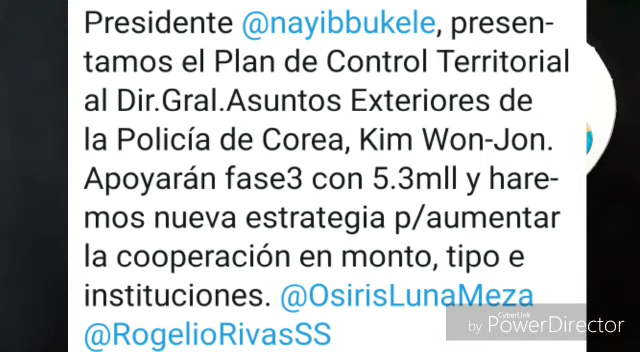 Presidente @nayibbukele, presen-
tamos el Plan de Control Territorial
al Dir.Gral.Asuntos Exteriores de
la Policía de Corea, Kim Won-Jon.
Apoyarán fase3 con 5.3mll y hare-
mos nueva estrategia p/aumentar
la cooperación en monto, tipo e
instituciones. @OsirisLunaMeza
@RogelioRivasSS
CyberLink
by PowerDirector